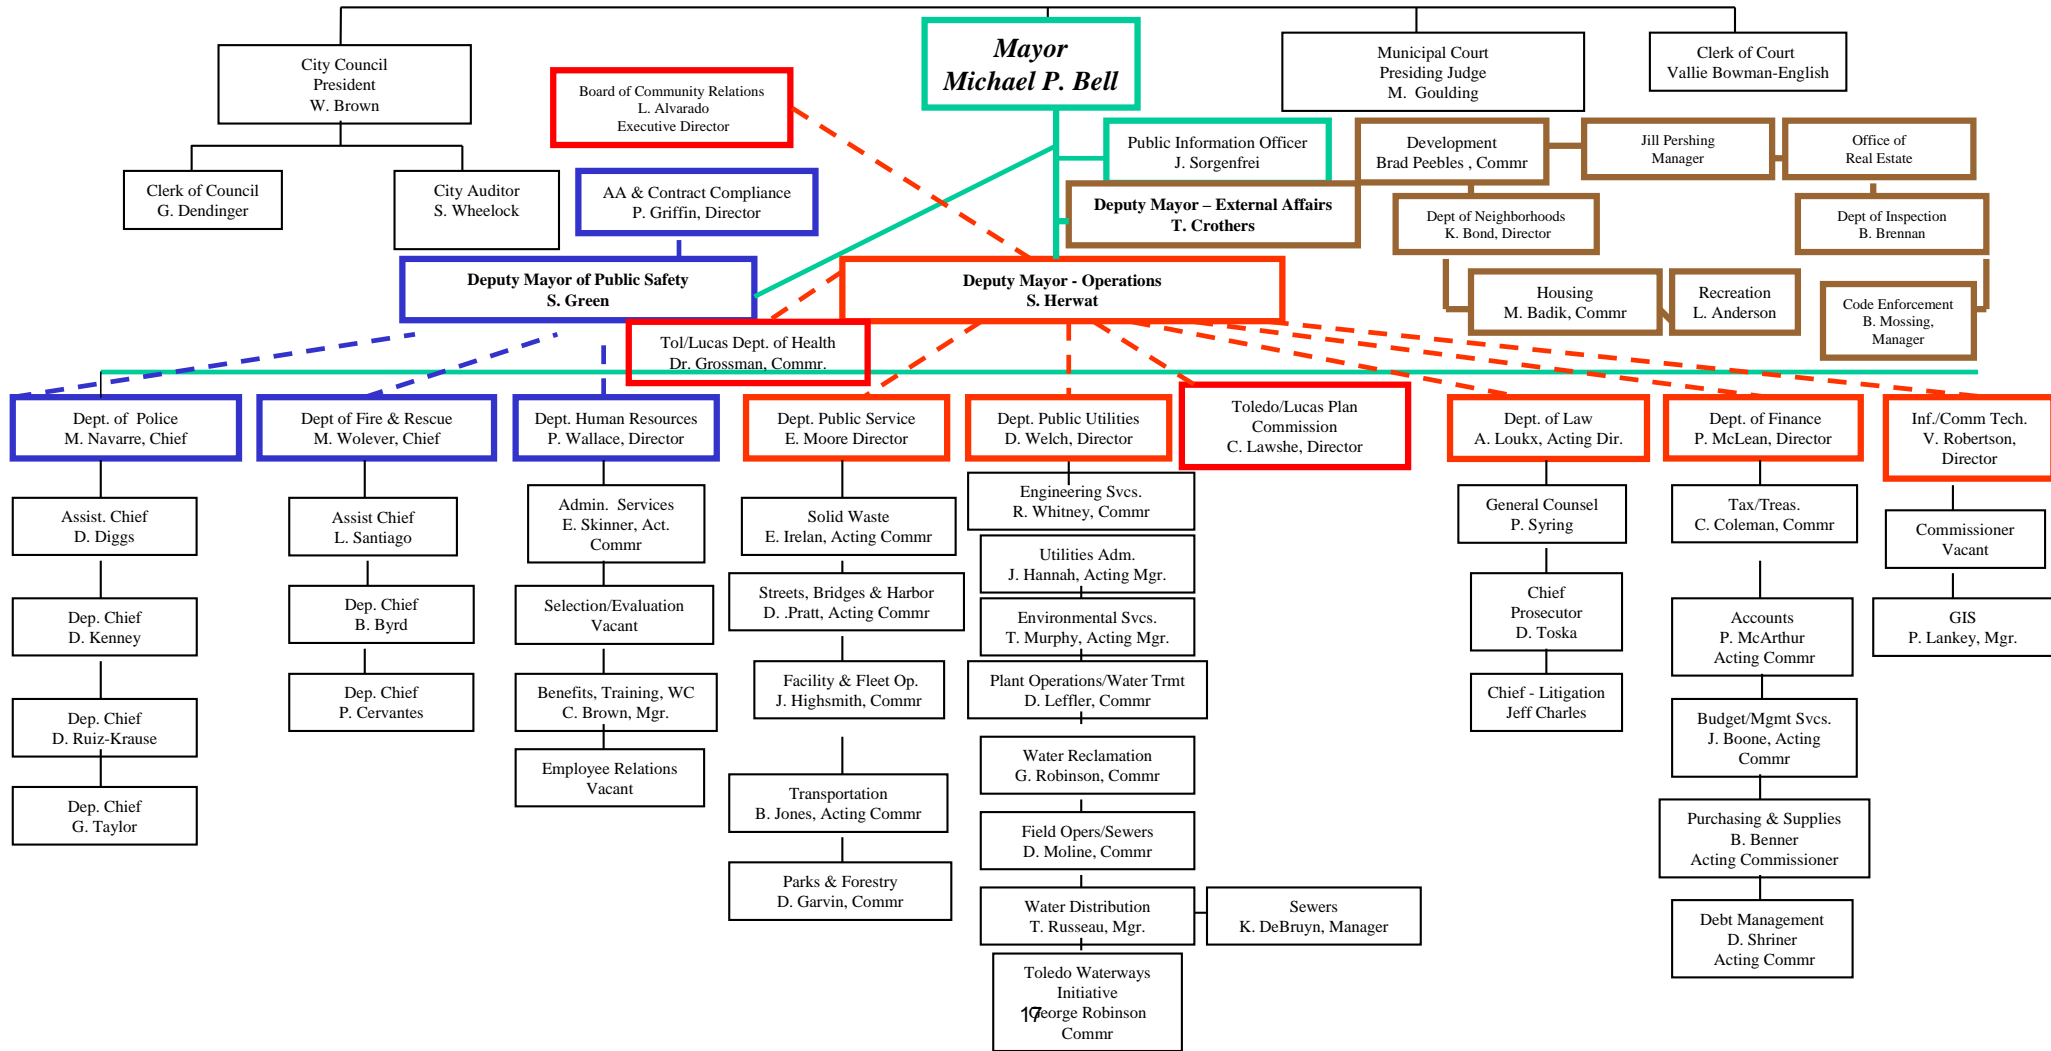 Mayor
Michael P. Bell
City Council
President
W. Brown
Municipal Court
Presiding Judge
M. Goulding
Clerk of Court
Vallie Bowman-English
Board of Community Relations
L. Alvarado
Executive Director
Clerk of Council
G. Dendinger
City Auditor
S. Wheelock
AA & Contract Compliance
P. Griffin, Director
Public Information Officer
J. Sorgenfrei
Development
Brad Peebles , Commr
Jill Pershing
Manager
Office of
Real Estate
Deputy Mayor – External Affairs
T. Crothers
Dept of Neighborhoods
K. Bond, Director
Dept of Inspection
B. Brennan
Deputy Mayor of Public Safety
S. Green
Deputy Mayor - Operations
S. Herwat
Housing
M. Badik, Commr
Recreation
L. Anderson
Code Enforcement
B. Mossing,
Manager
Tol/Lucas Dept. of Health
Dr. Grossman, Commr.
Dept. of Police
M. Navarre, Chief
Dept of Fire & Rescue
M. Wolever, Chief
Dept. Human Resources
P. Wallace, Director
Dept. Public Service
E. Moore Director
Dept. Public Utilities
D. Welch, Director
Toledo/Lucas Plan
Commission
C. Lawshe, Director
Dept. of Law
A. Loukx, Acting Dir.
Dept. of Finance
P. McLean, Director
Inf./Comm Tech.
V. Robertson,
Director
Assist. Chief
D. Diggs
Dep. Chief
D. Kenney
Dep. Chief
D. Ruiz-Krause
Dep. Chief
G. Taylor
Assist Chief
L. Santiago
Dep. Chief
B. Byrd
Dep. Chief
P. Cervantes
Admin. Services
E. Skinner, Act.
Commr
Selection/Evaluation
Vacant
Benefits, Training, WC
C. Brown, Mgr.
Employee Relations
Vacant
Solid Waste
E. Irelan, Acting Commr
Streets, Bridges & Harbor
D. .Pratt, Acting Commr
Facility & Fleet Op.
J. Highsmith, Commr
Transportation
B. Jones, Acting Commr
Parks & Forestry
D. Garvin, Commr
Engineering Svcs.
R. Whitney, Commr
Utilities Adm.
J. Hannah, Acting Mgr.
Environmental Svcs.
T. Murphy, Acting Mgr.
Plant Operations/Water Trmt
D. Leffler, Commr
Water Reclamation
G. Robinson, Commr
Field Opers/Sewers
D. Moline, Commr
Water Distribution
T. Russeau, Mgr.
Sewers
K. DeBruyn, Manager
Toledo Waterways
Initiative
George Robinson
Commr
17
General Counsel
P. Syring
Chief
Prosecutor
D. Toska
Chief - Litigation
Jeff Charles
Tax/Treas.
C. Coleman, Commr
Accounts
P. McArthur
Acting Commr
Budget/Mgmt Svcs.
J. Boone, Acting
Commr
Purchasing & Supplies
B. Benner
Acting Commissioner
Debt Management
D. Shriner
Acting Commr
Commissioner
Vacant
GIS
P. Lankey, Mgr.